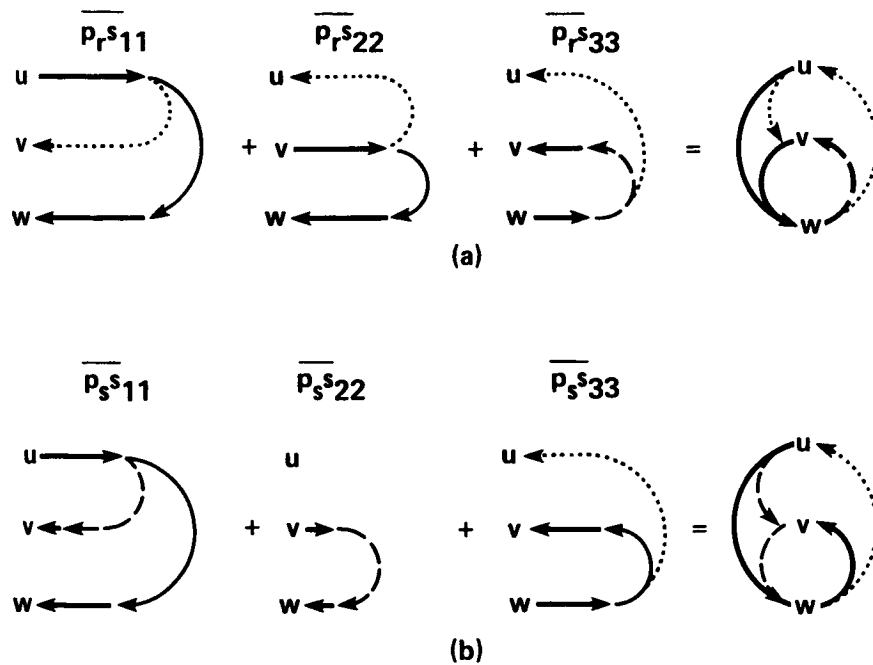 p_r s_11 p_r s_22 p_r s_33
u u u u
v + v + v = v
w w w w
(a)
p_s s_11 p_s s_22 p_s s_33
u u u u
v + v + v = v
w w w w
(b)